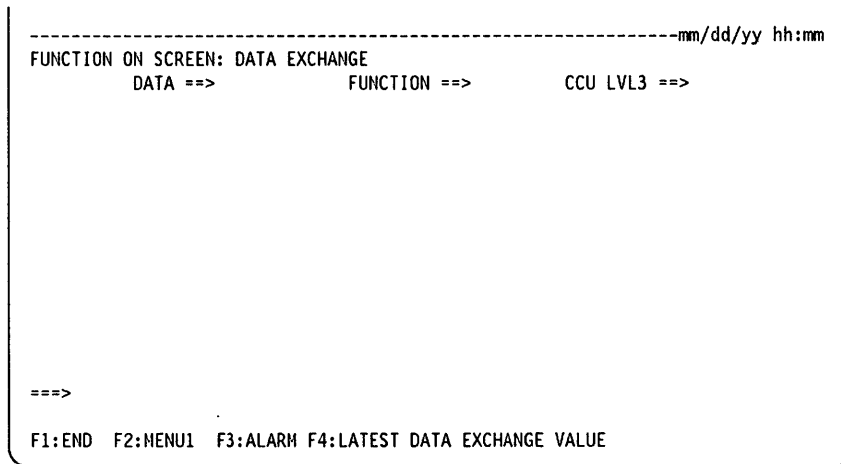 ------------------------------------------------------------------mm/dd/yy hh:mm
FUNCTION ON SCREEN: DATA EXCHANGE
DATA ==> FUNCTION ==> CCU LVL3 ==>
===>
F1:END F2:MENU1 F3:ALARM F4:LATEST DATA EXCHANGE VALUE